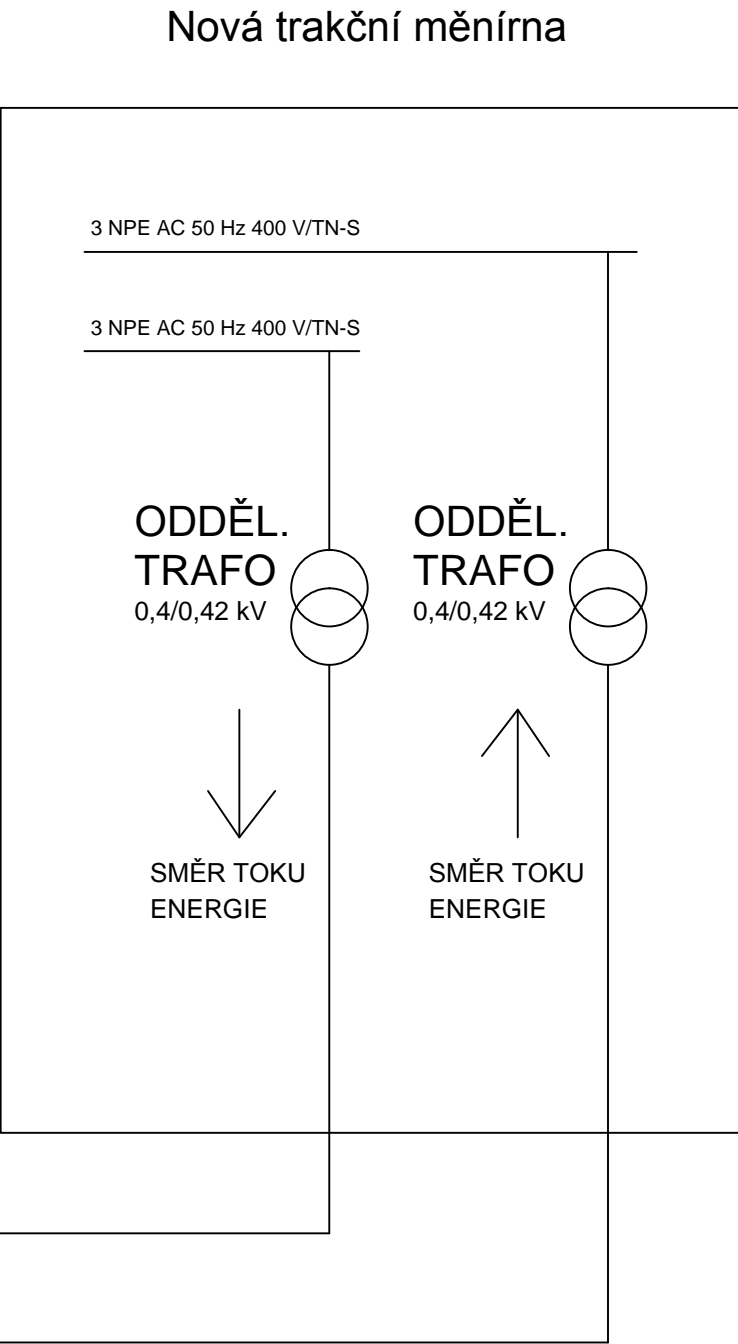 Nová trakční měnírna
3 NPE AC 50 Hz 400 V/TN-S
3 NPE AC 50 Hz 400 V/TN-S
ODDĚL.
TRAFO
0,4/0,42 kV
ODDĚL.
TRAFO
0,4/0,42 kV
SMĚR TOKU
ENERGIE
SMĚR TOKU
ENERGIE